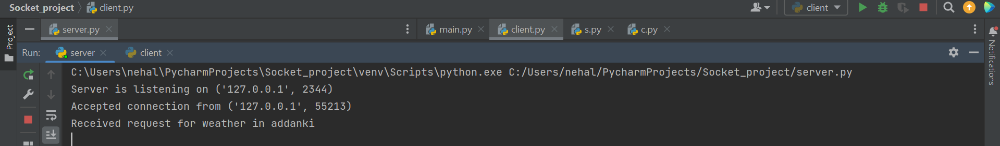 Socket_project > client.py
client
Project
server.py
main.py
client.py
s.py
c.py
Run:
server
client
C:\Users\nehal\PycharmProjects\Socket_project\venv\Scripts\python.exe C:/Users/nehal/PycharmProjects/Socket_project/server.py
Server is listening on ('127.0.0.1', 2344)
Accepted connection from ('127.0.0.1', 55213)
Received request for weather in addanki
Notifications